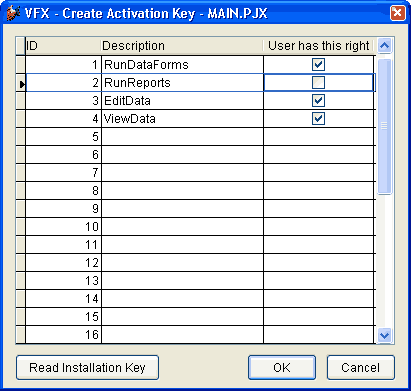 VFX - Create Activation Key - MAIN.PJX
ID Description User has this right
1 RunDataForms
2 RunReports
3 EditData
4 ViewData
5
6
7
8
9
10
11
12
13
14
15
16
Read Installation Key OK Cancel